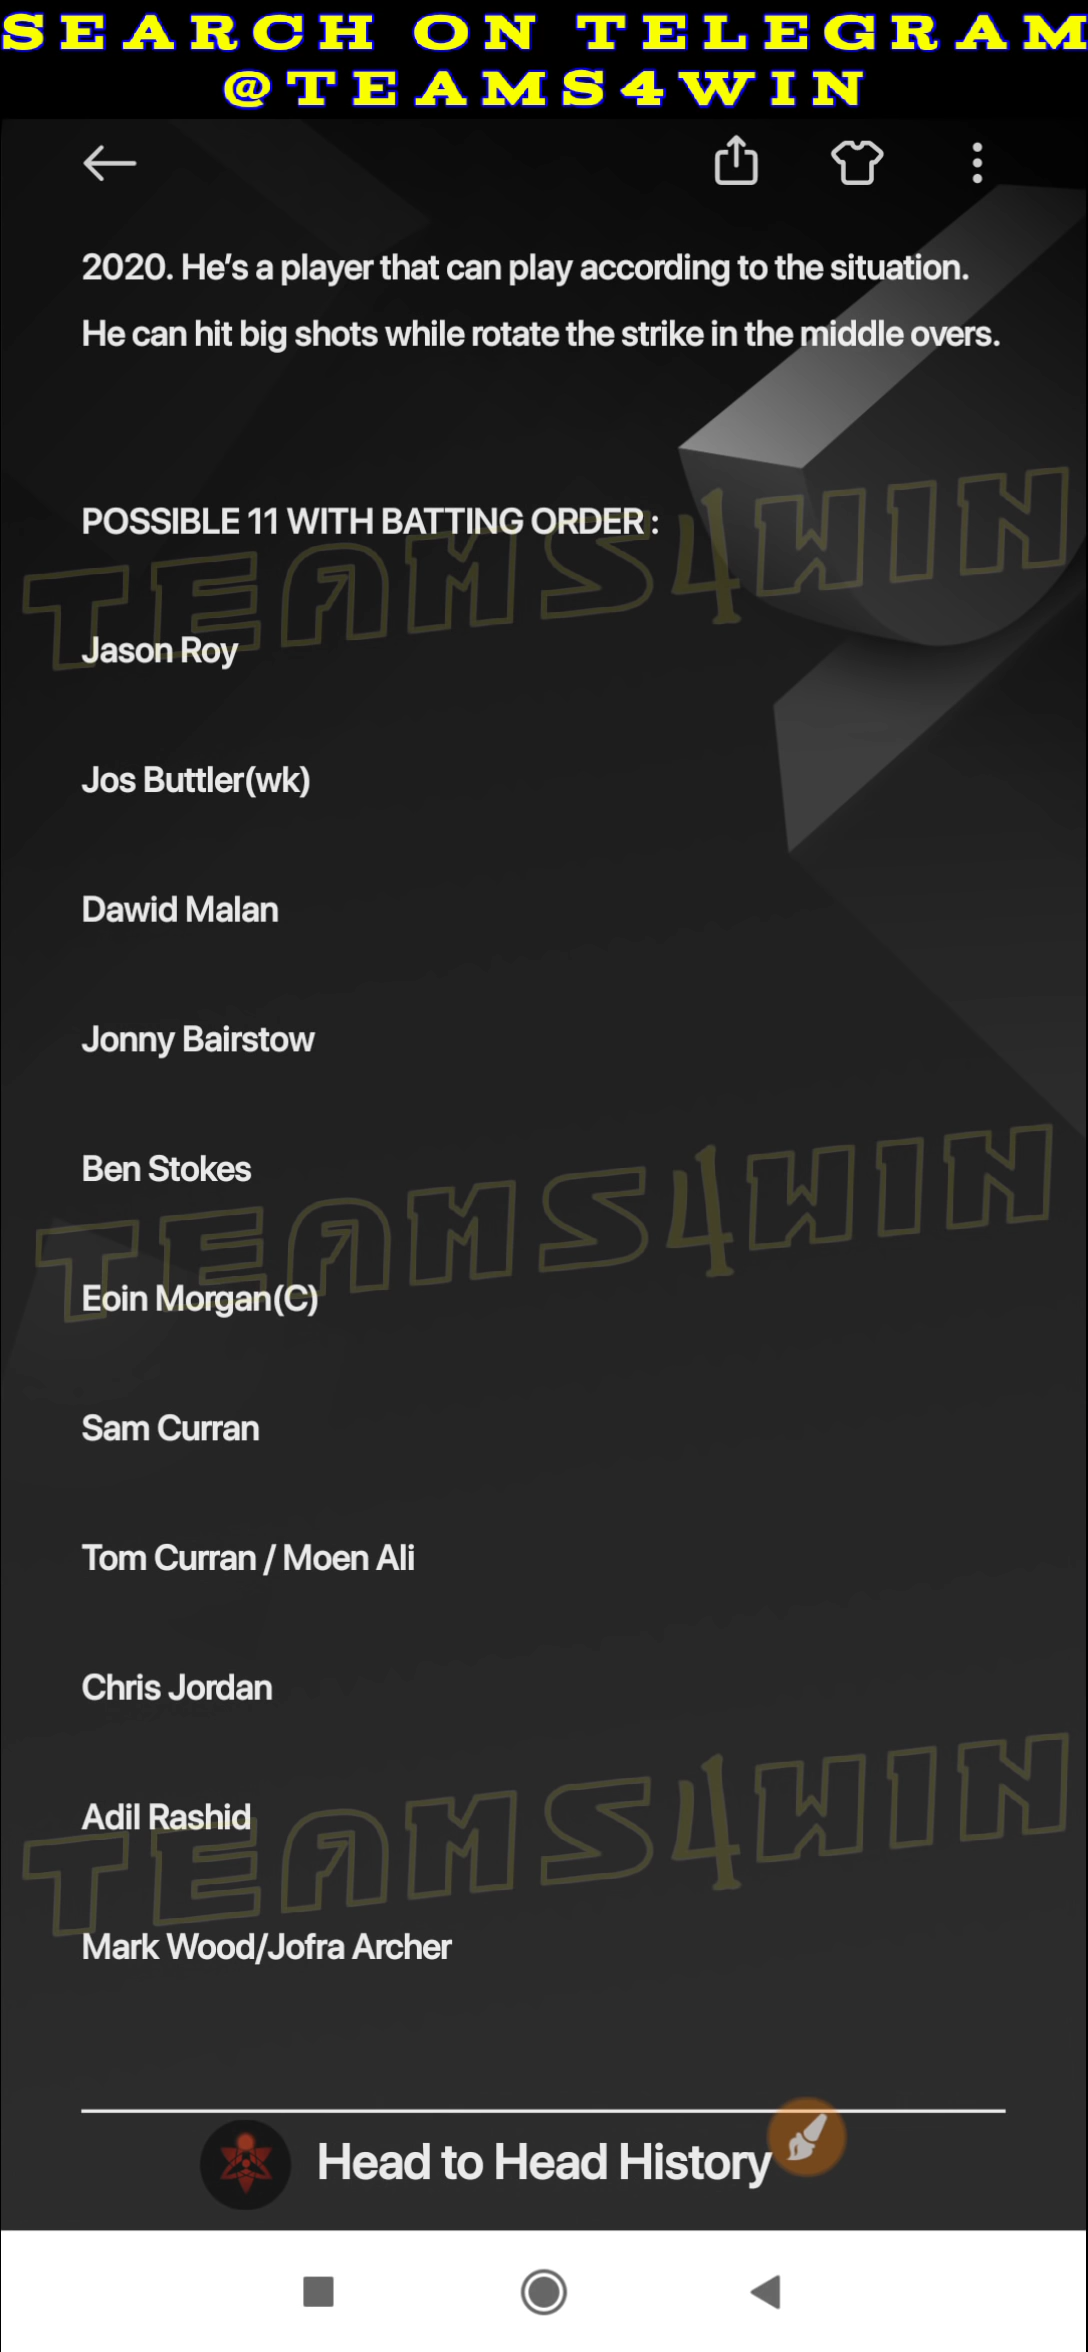 SEARCH ON TELEGRAM
@TEAMS4WIN
2020. He's a player that can play according to the situation.
He can hit big shots while rotate the strike in the middle overs.
POSSIBLE 11 WITH BATTING ORDER :
TEAMS4WIN
Jason Roy
Jos Buttler(wk)
Dawid Malan
Jonny Bairstow
Ben Stokes
TEAMS4WIN
Eoin Morgan(C)
Sam Curran
Tom Curran / Moen Ali
Chris Jordan
Adil Rashid
TEAMS4WIN
Mark Wood/Jofra Archer
Head to Head History